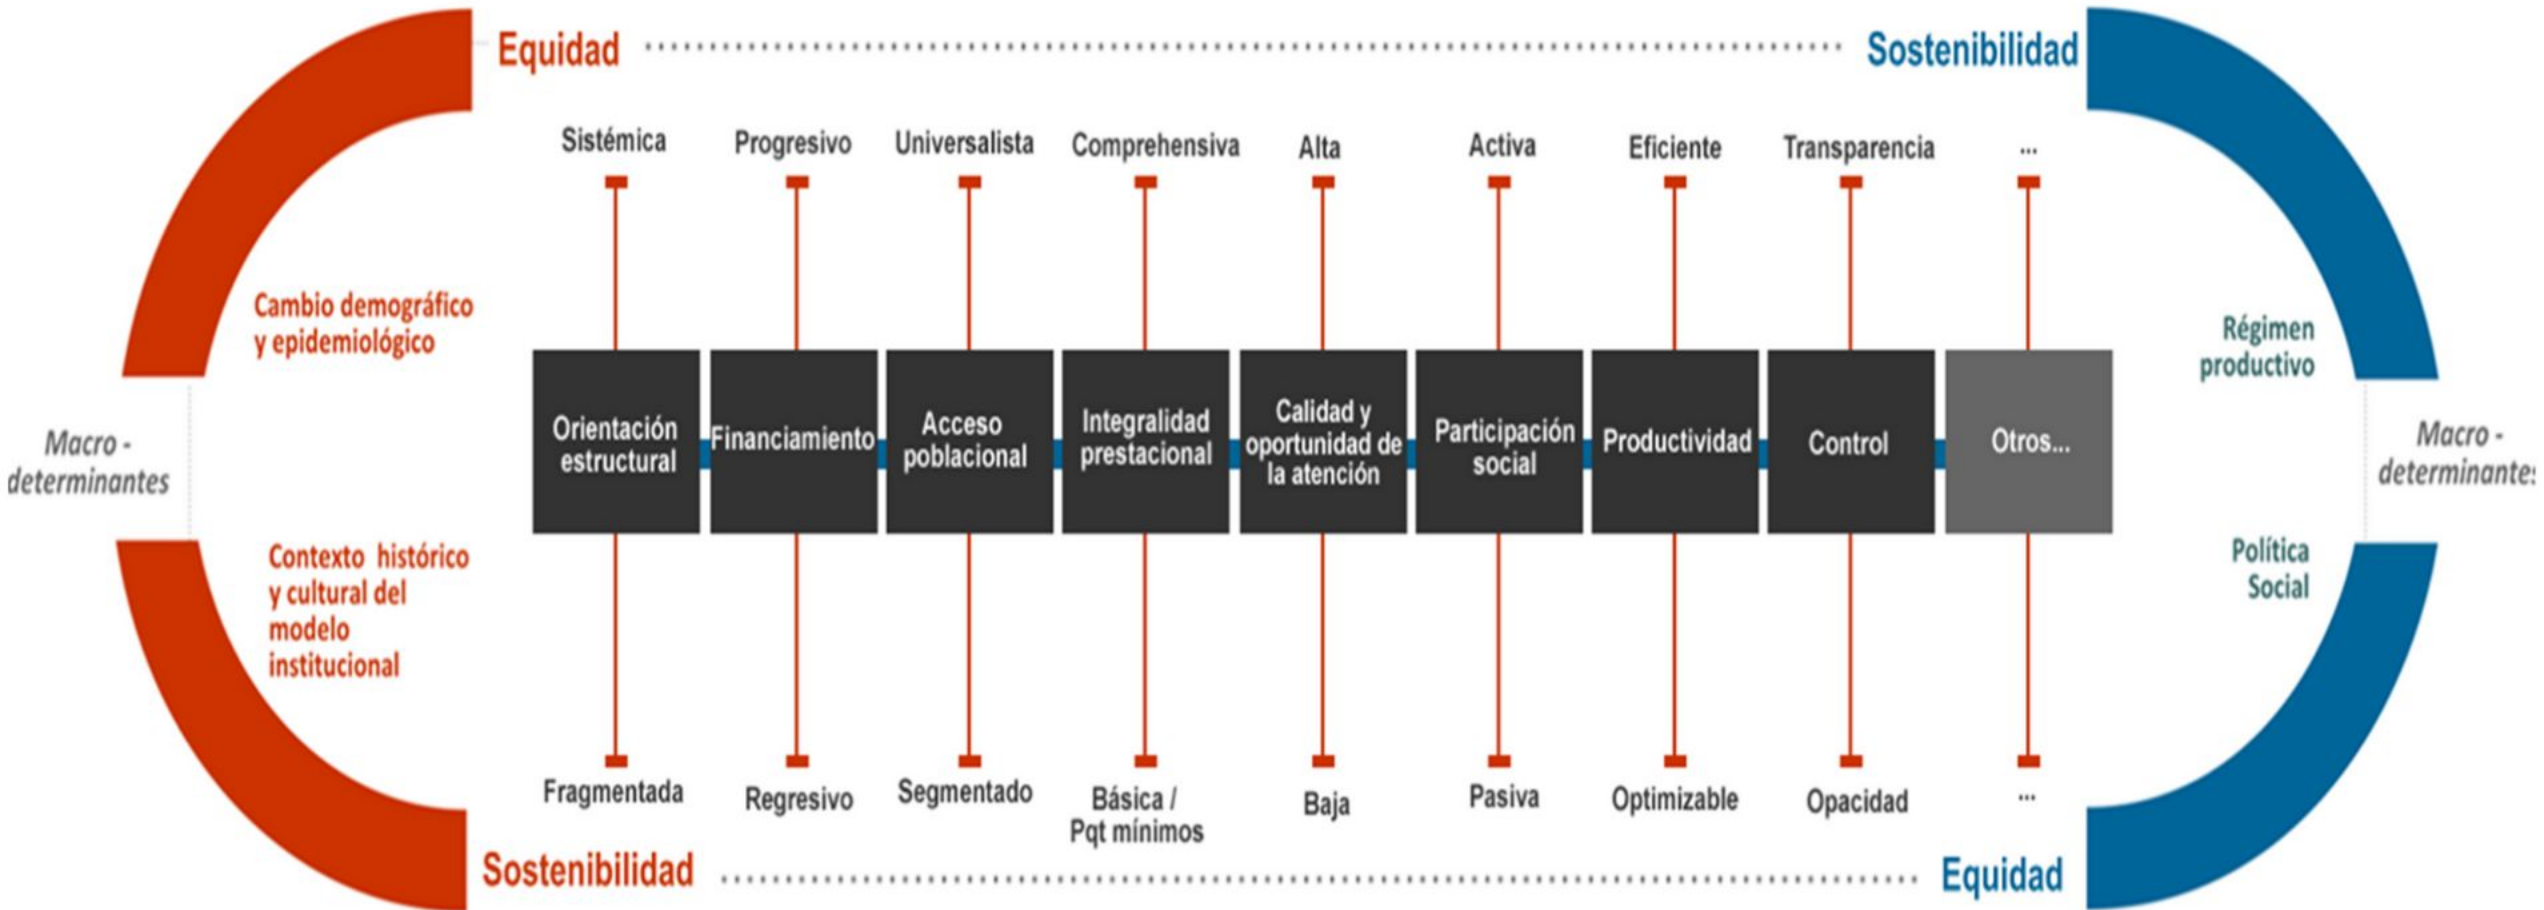 Equidad
Sostenibilidad
Sistémica
Progresivo
Universalista
Comprehensiva
Alta
Activa
Eficiente
Transparencia
...
Cambio demográfico
y epidemiológico
Régimen
productivo
Macro -
determinantes
Orientación
estructural
Financiamiento
Acceso
poblacional
Integralidad
prestacional
Calidad y
oportunidad de
la atención
Participación
social
Productividad
Control
Otros...
Macro -
determinantes
Contexto histórico
y cultural del
modelo
institucional
Política
Social
Fragmentada
Regresivo
Segmentado
Básica /
Pqt mínimos
Baja
Pasiva
Optimizable
Opacidad
...
Sostenibilidad
Equidad